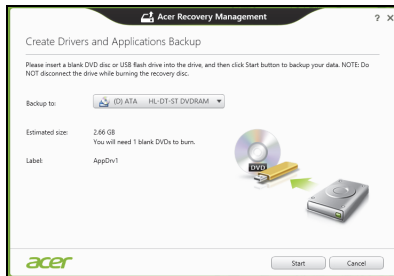 Acer Recovery Management
? X
Create Drivers and Applications Backup
Please insert a blank DVD disc or USB flash drive into the drive, and then click Start button to backup your data. NOTE: Do
NOT disconnect the drive while burning the recovery disc.
Backup to:
(D) ATA HL-DT-ST DVDRAM
Estimated size:
2.66 GB
You will need 1 blank DVDs to burn.
Label:
AppDrv1
DVD
acer
Start
Cancel